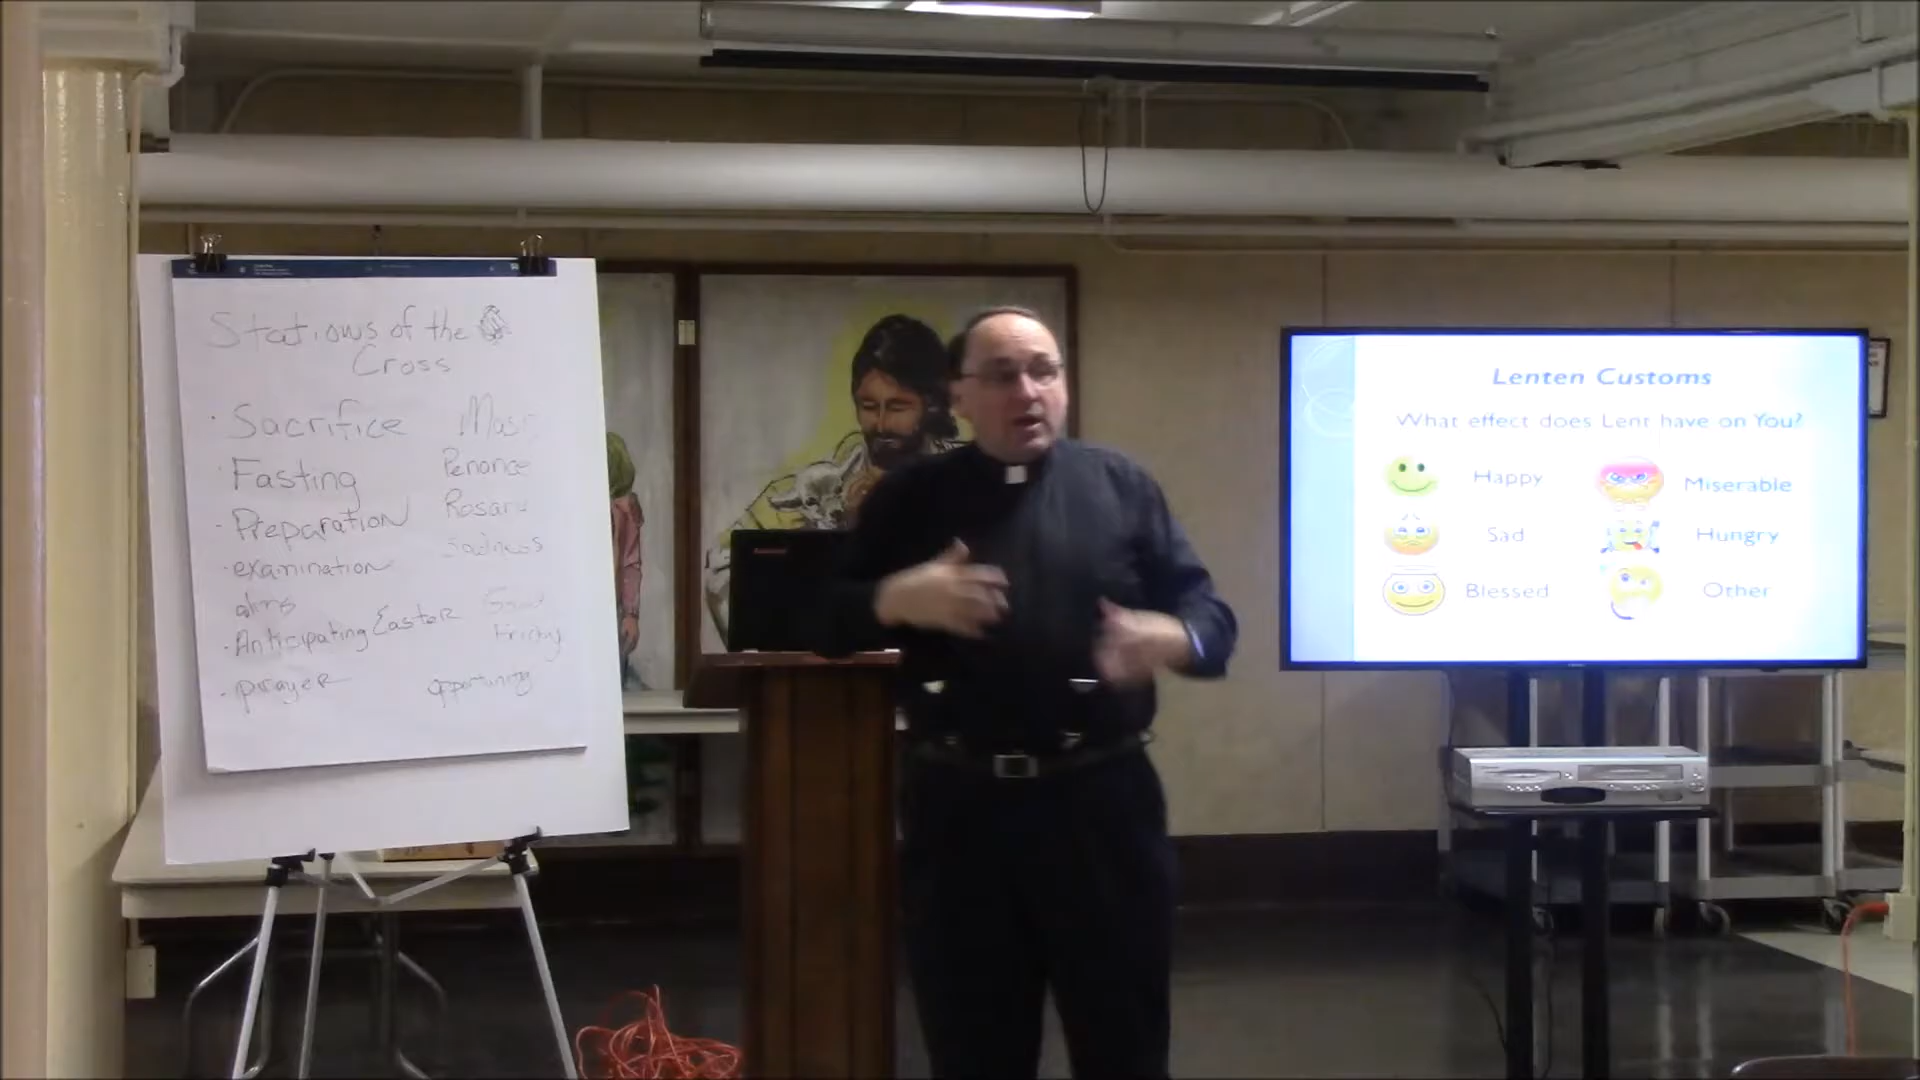 Stations of the
Cross
· Sacrifice
Mass
Fasting
Penance
· Preparation
Rosary
· examination
Sadness
alms
· Anticipating Easter
Good
Friday
· prayer
opportunity
Lenten Customs
What effect does Lent have on You?
Happy
Miserable
Sad
Hungry
Blessed
Other